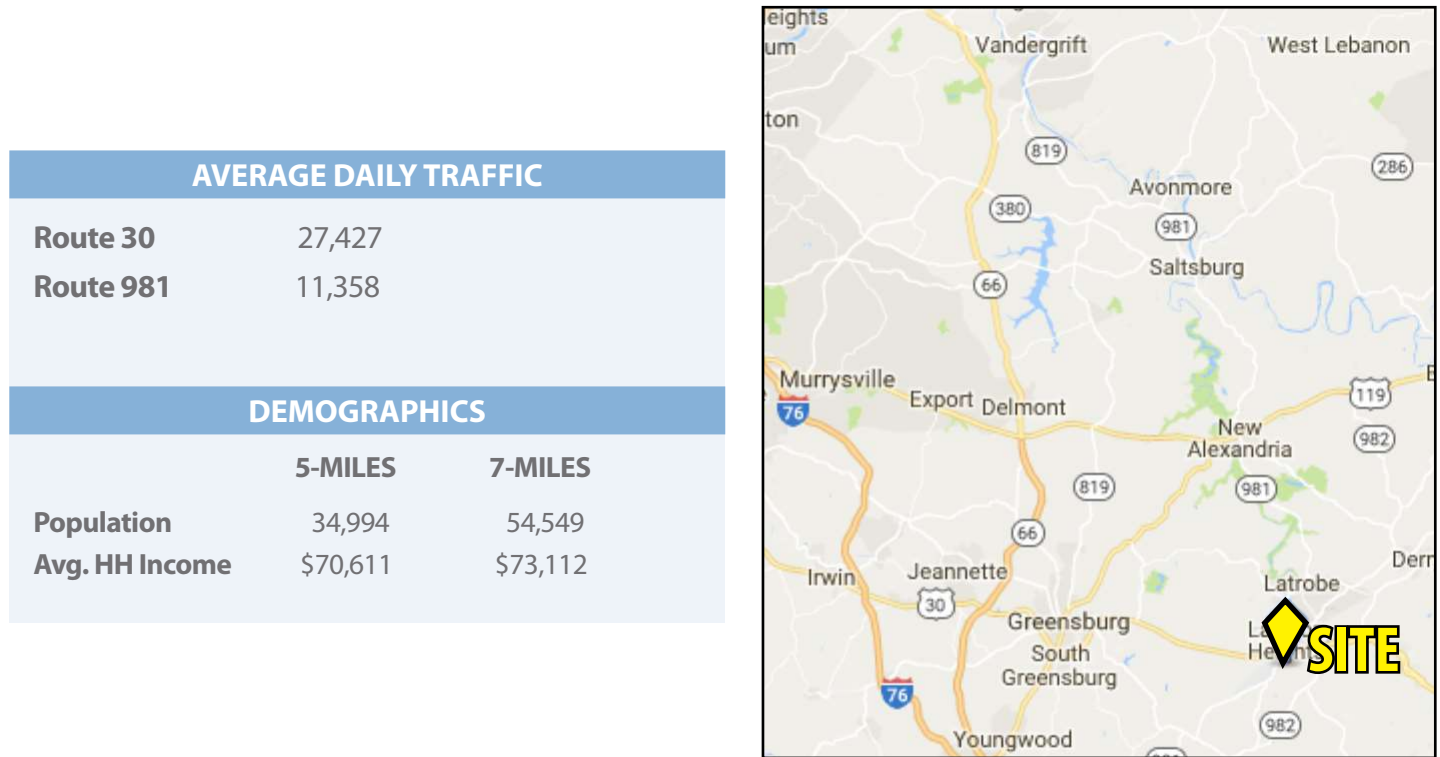 AVERAGE DAILY TRAFFIC
Route 30 27,427
Route 981 11,358
DEMOGRAPHICS
5-MILES 7-MILES
Population 34,994 54,549
Avg. HH Income $70,611 $73,112
eights
um
Vandergrift
West Lebanon
ton
819
286
380
Avonmore
981
Saltsburg
66
Murrysville
76
Export
Delmont
119
New
Alexandria
982
819
981
66
Irwin
Jeannette
30
Latrobe
Derr
Greensburg
South
Greensburg
SITE
76
982
Youngwood